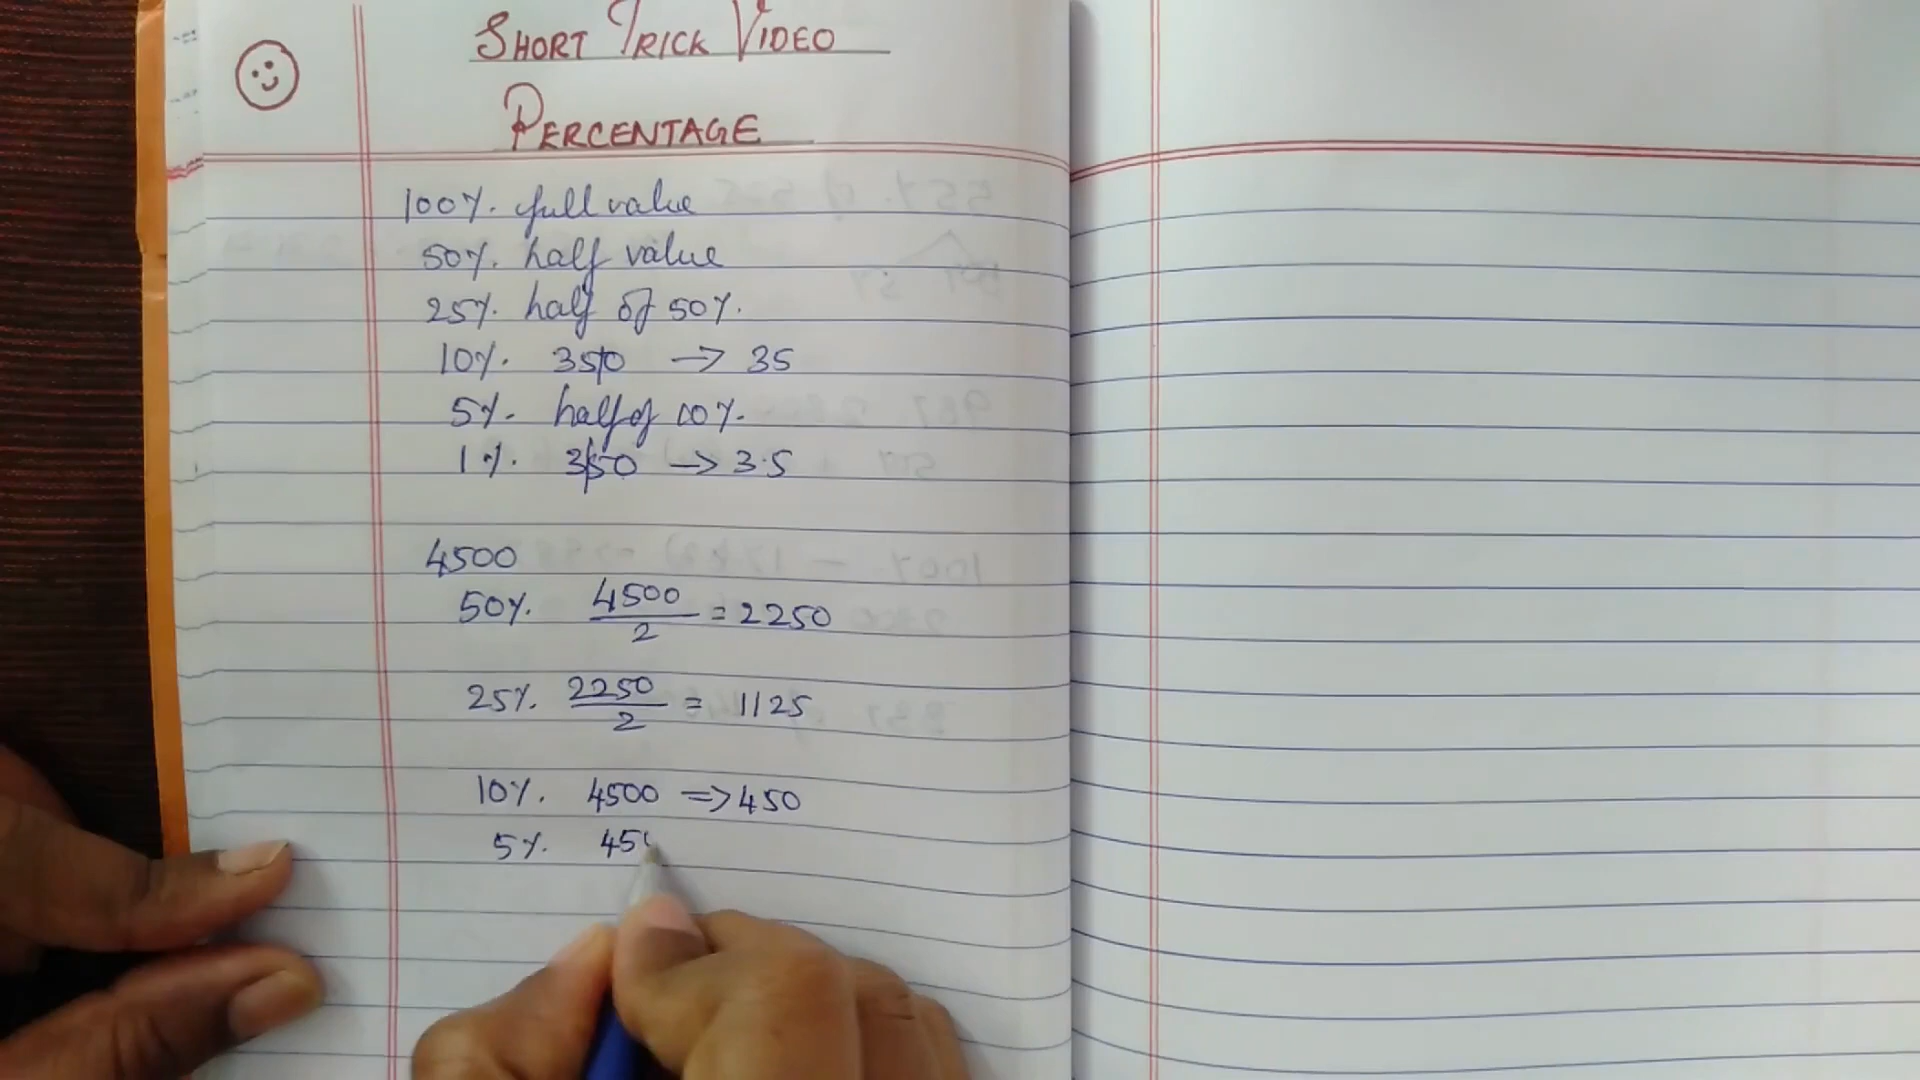 SHORT TRICK VIDEO
PERCENTAGE
100%. full value
50%. half value
25%. half of 50%.
10%. 350 -> 35
5%. half of 10%.
1%. 350 -> 3.5
4500
50%. 4500/2 = 2250
25%. 2250/2 = 1125
10%. 4500 => 450
5%. 45